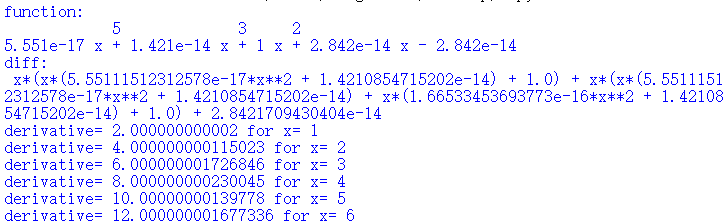 function:
5 3 2
5.551e-17 x + 1.421e-14 x + 1 x + 2.842e-14 x - 2.842e-14
diff:
x*(x*(5.55111512312578e-17*x**2 + 1.4210854715202e-14) + 1.0) + x*(x*(5.5511151
2312578e-17*x**2 + 1.4210854715202e-14) + x*(1.66533453693773e-16*x**2 + 1.42108
54715202e-14) + 1.0) + 2.8421709430404e-14
derivative= 2.000000000002 for x= 1
derivative= 4.000000000115023 for x= 2
derivative= 6.000000001726846 for x= 3
derivative= 8.000000000230045 for x= 4
derivative= 10.000000000139778 for x= 5
derivative= 12.000000001677336 for x= 6